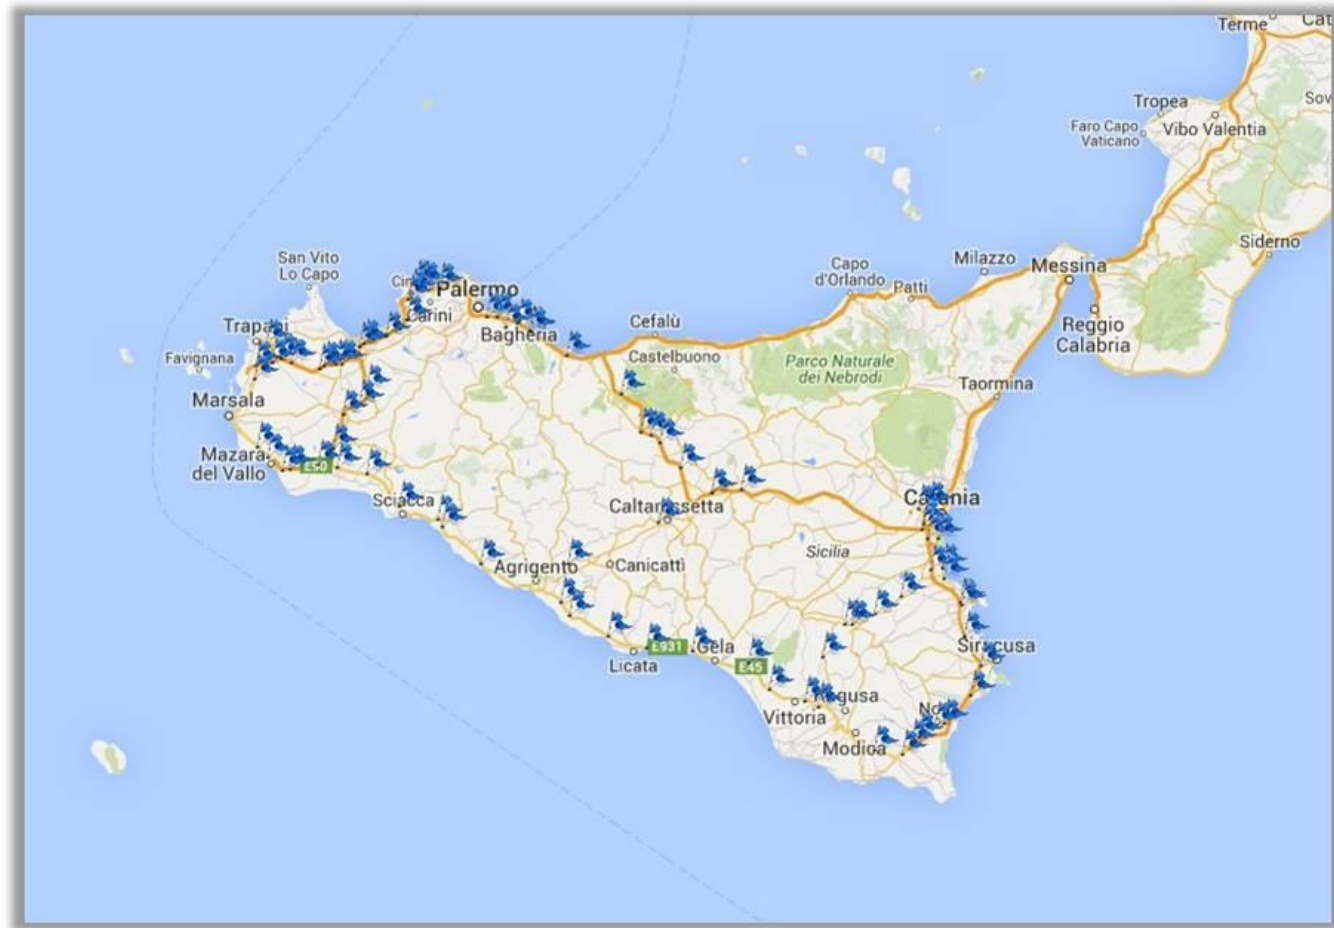 Terme
Cat
Sov
Tropea
Faro Capo
Vaticano
Vibo Valentia
Siderno
San Vito
Lo Capo
Capo
d'Orlando
Milazzo
Messina
Patti
Reggio
Calabria
Palermo
Carini
Trapani
Bagheria
Cefalù
Favignana
Castelbuono
Parco Naturale
dei Nebrodi
Taormina
Marsala
Mazara
del Vallo
E90
Sciacca
Caltanissetta
Catania
Sicilia
Agrigento
Canicattì
Licata
E931
Gela
E45
Siracusa
Vittoria
Ragusa
Modica